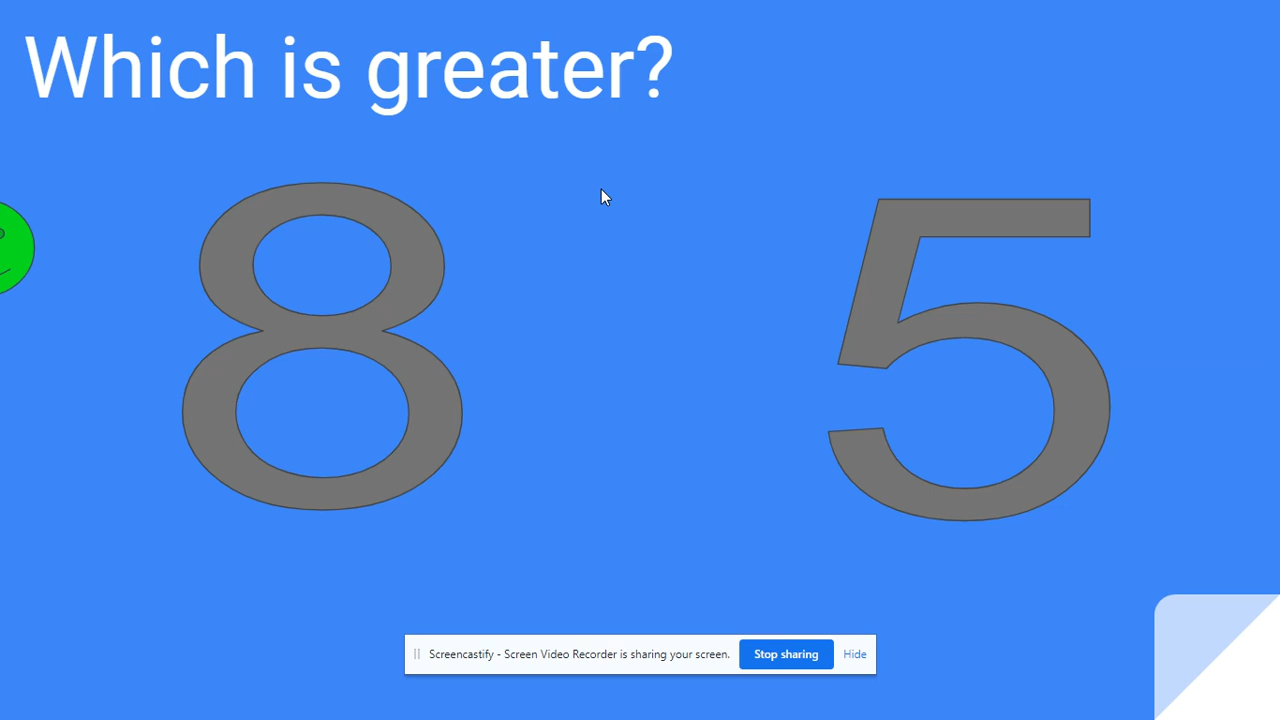 Which is greater?
8 5
Screencastify - Screen Video Recorder is sharing your screen. Stop sharing Hide